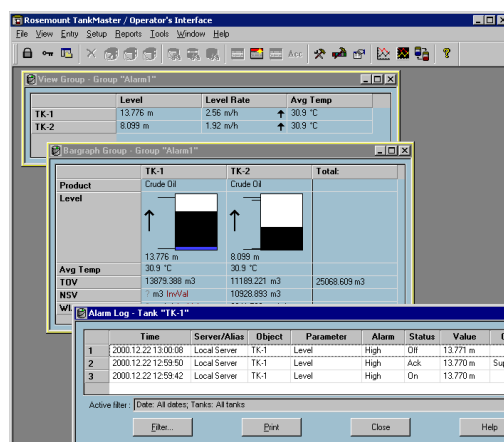 Rosemount TankMaster / Operator's Interface
File View Entry Setup Reports Tools Window Help
Acc
View Group - Group "Alarm1"
Level Level Rate Avg Temp
TK-1 13.776 m 2.56 m/h 30.9 °C
TK-2 8.099 m 1.92 m/h 30.9 °C
Bargraph Group - Group "Alarm1"
TK-1 TK-2 Total:
Product Crude Oil Crude Oil
Level
13.776 m 8.099 m
Avg Temp 30.9 °C 30.9 °C
TOV 13879.388 m3 11189.221 m3 25068.609 m3
NSV ? m3 InvVal 10928.893 m3
Alarm Log - Tank "TK-1"
Time Server/Alias Object Parameter Alarm Status Value
1 2000.12.22 13:00:08 Local Server TK-1 Level High Off 13.771 m
2 2000.12.22 12:59:50 Local Server TK-1 Level High Ack 13.770 m
3 2000.12.22 12:59:42 Local Server TK-1 Level High On 13.770 m
Active filter: Date: All dates; Tanks: All tanks
Filter... Print Close Help